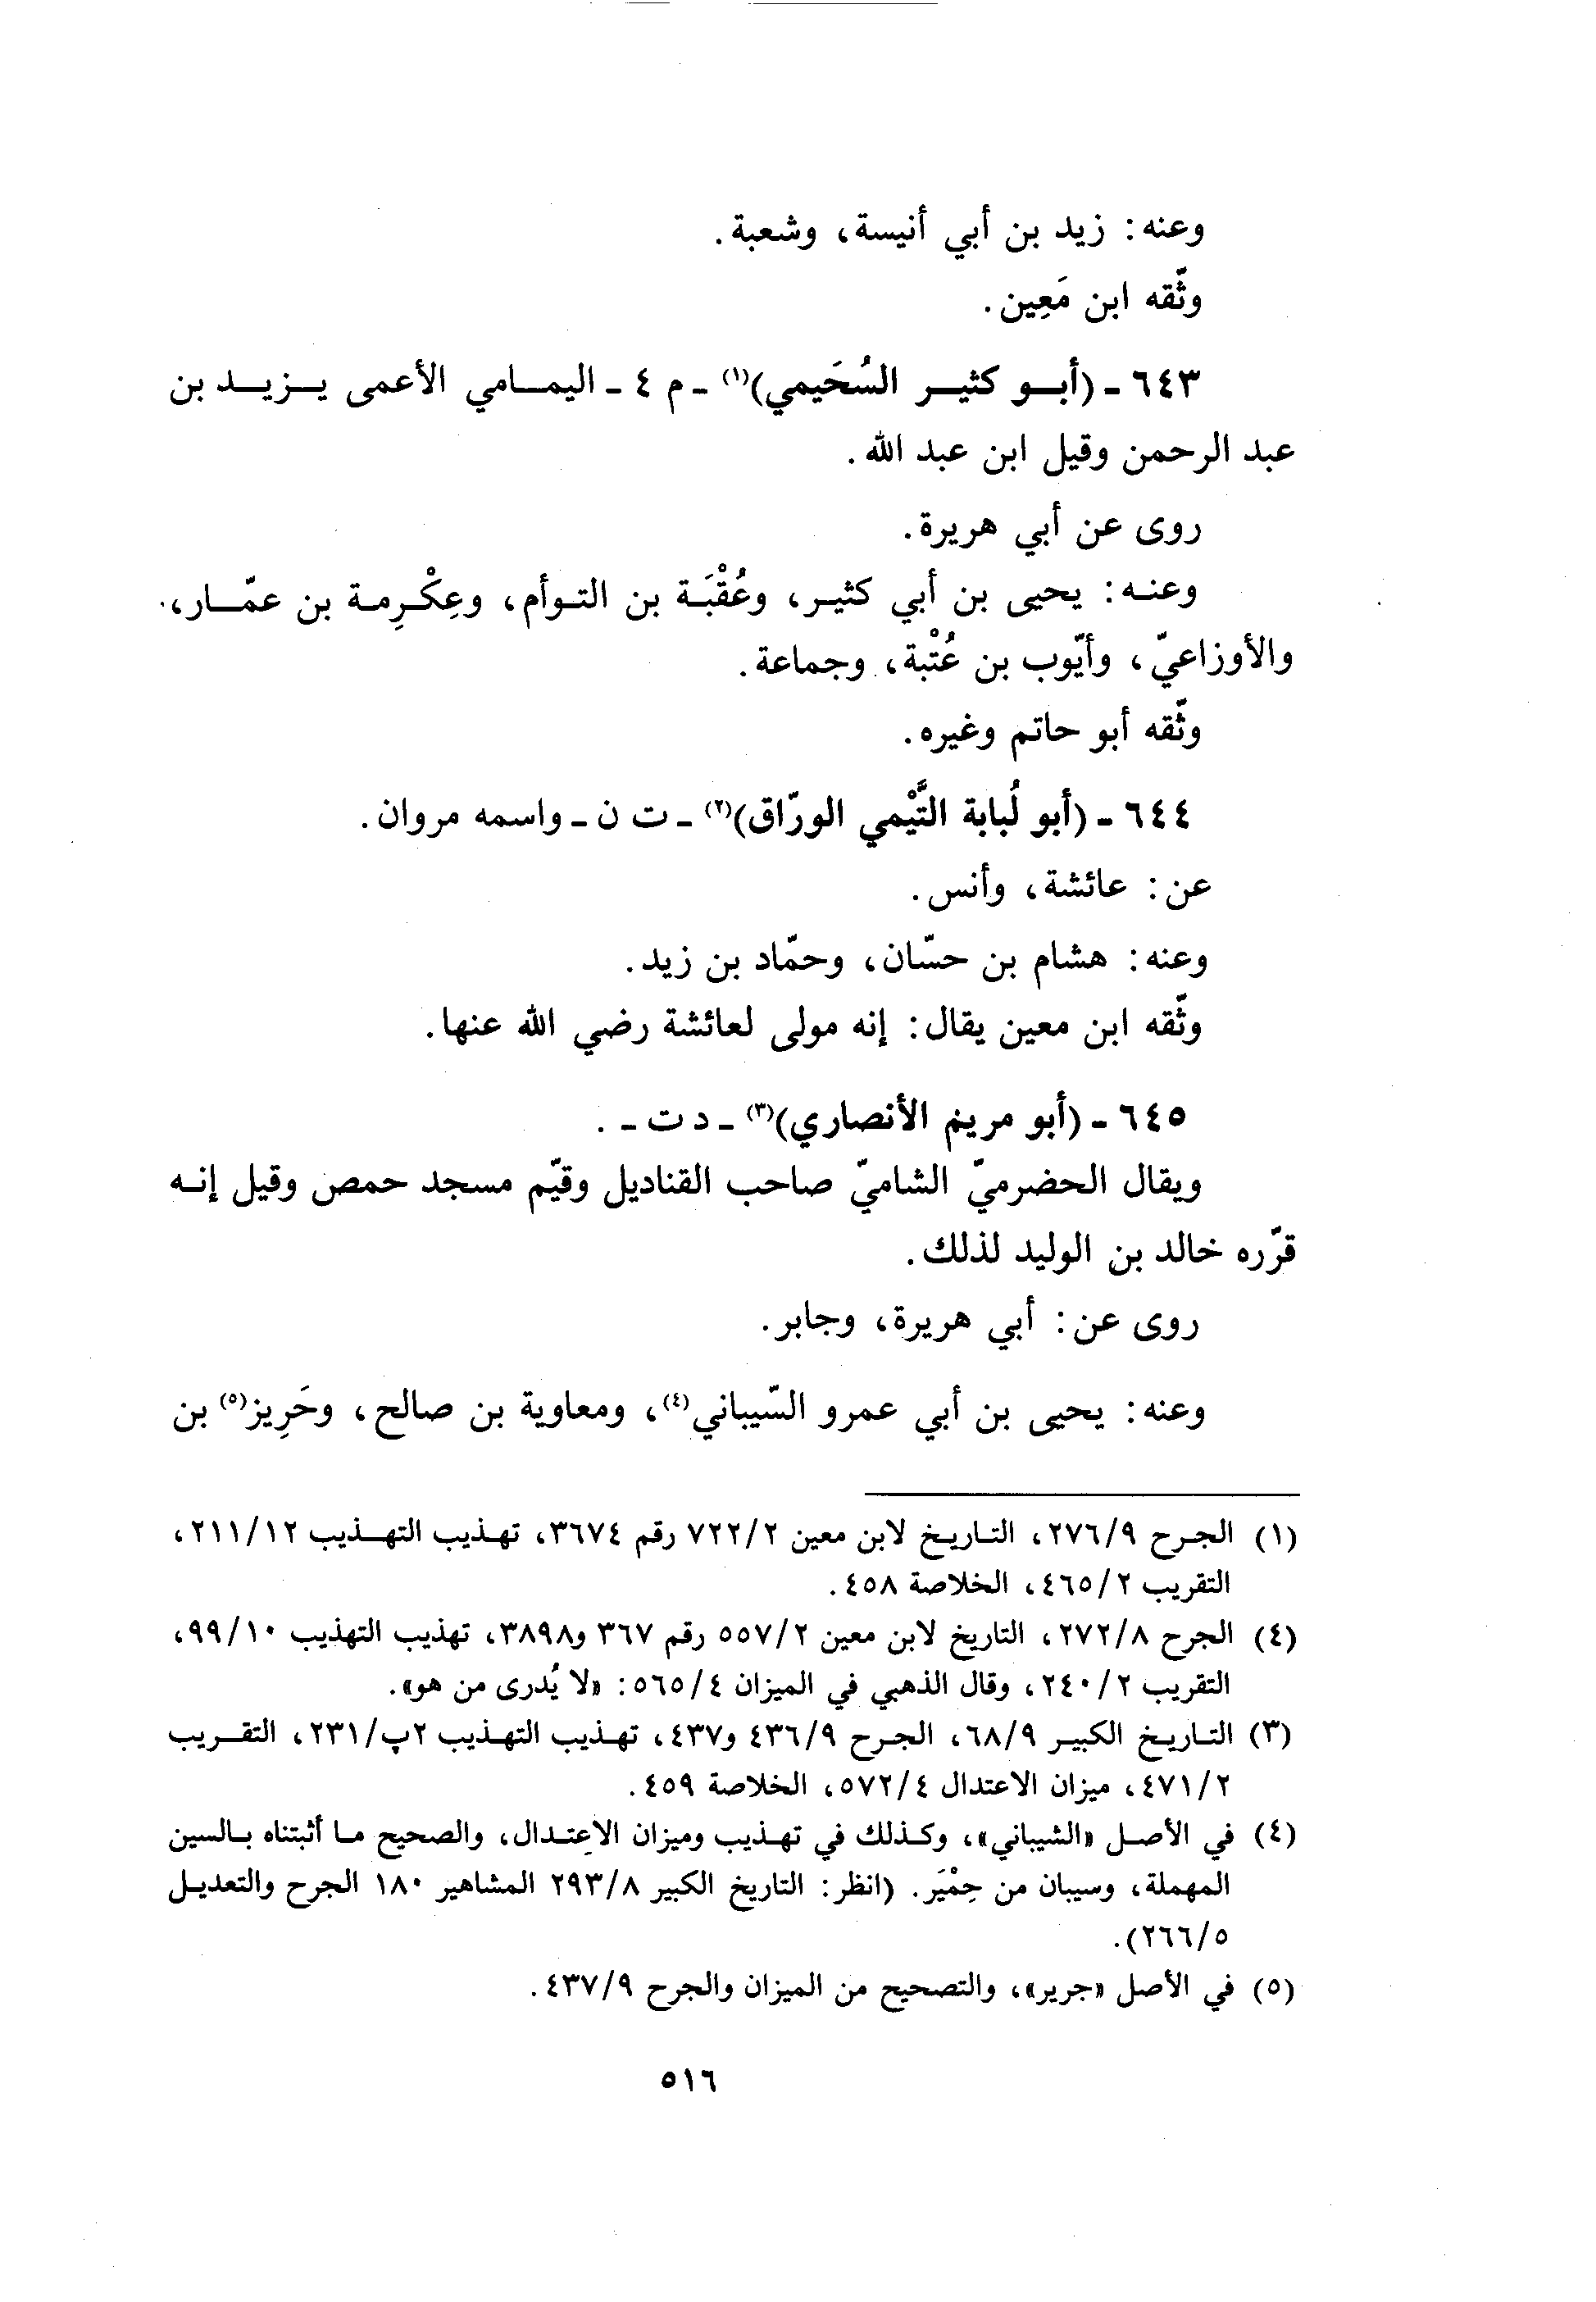 وعنه: زيد بن أبي أنيسة، وشعبة.
وثّقه ابن مَعِين.
٦٤٣ - (أبو كثير السُحَيمي)(١) - م ٤ - اليمامي الأعمى يزيد بن
عبد الرحمن وقيل ابن عبد الله.
روى عن أبي هريرة.
وعنه: يحيى بن أبي كثير، وعُقْبَة بن التوأم، وعِكْرِمة بن عمّار،
والأوزاعيّ، وأيّوب بن عُتْبة، وجماعة.
وثّقه أبو حاتم وغيره.
٦٤٤ - (أبو لُبابة التَّيْمي الورّاق)(٢) - ت ن - واسمه مروان.
عن: عائشة، وأنس.
وعنه: هشام بن حسّان، وحمّاد بن زيد.
وثّقه ابن معين يقال: إنه مولى لعائشة رضي الله عنها.
٦٤٥ - (أبو مريم الأنصاري)(٣) - د ت - .
ويقال الحضرميّ الشاميّ صاحب القناديل وقيّم مسجد حمص وقيل إنه
قرّره خالد بن الوليد لذلك.
روى عن: أبي هريرة، وجابر.
وعنه: يحيى بن أبي عمرو السّيباني(٤)، ومعاوية بن صالح، وحَرِيز(٥) بن
(١) الجرح ٢٧٦/٩، التاريخ لابن معين ٧٢٢/٢ رقم ٣٦٧٤، تهذيب التهذيب ٢١١/١٢،
التقريب ٤٦٥/٢، الخلاصة ٤٥٨.
(٤) الجرح ٢٧٢/٨، التاريخ لابن معين ٥٥٧/٢ رقم ٣٦٧ و٣٨٩٨، تهذيب التهذيب ٩٩/١٠،
التقريب ٢٤٠/٢، وقال الذهبي في الميزان ٥٦٥/٤: «لا يُدرى من هو».
(٣) التاريخ الكبير ٦٨/٩، الجرح ٤٣٦/٩ و٤٣٧، تهذيب التهذيب ٢پ/٢٣١، التقريب
٤٧١/٢، ميزان الاعتدال ٥٧٢/٤، الخلاصة ٤٥٩.
(٤) في الأصل «الشيباني»، وكذلك في تهذيب وميزان الاعتدال، والصحيح ما أثبتناه بالسين
المهملة، وسيبان من حِمْيَر. (انظر: التاريخ الكبير ٢٩٣/٨ المشاهير ١٨٠ الجرح والتعديل
٢٦٦/٥).
(٥) في الأصل «جرير»، والتصحيح من الميزان والجرح ٤٣٧/٩.
٥١٦